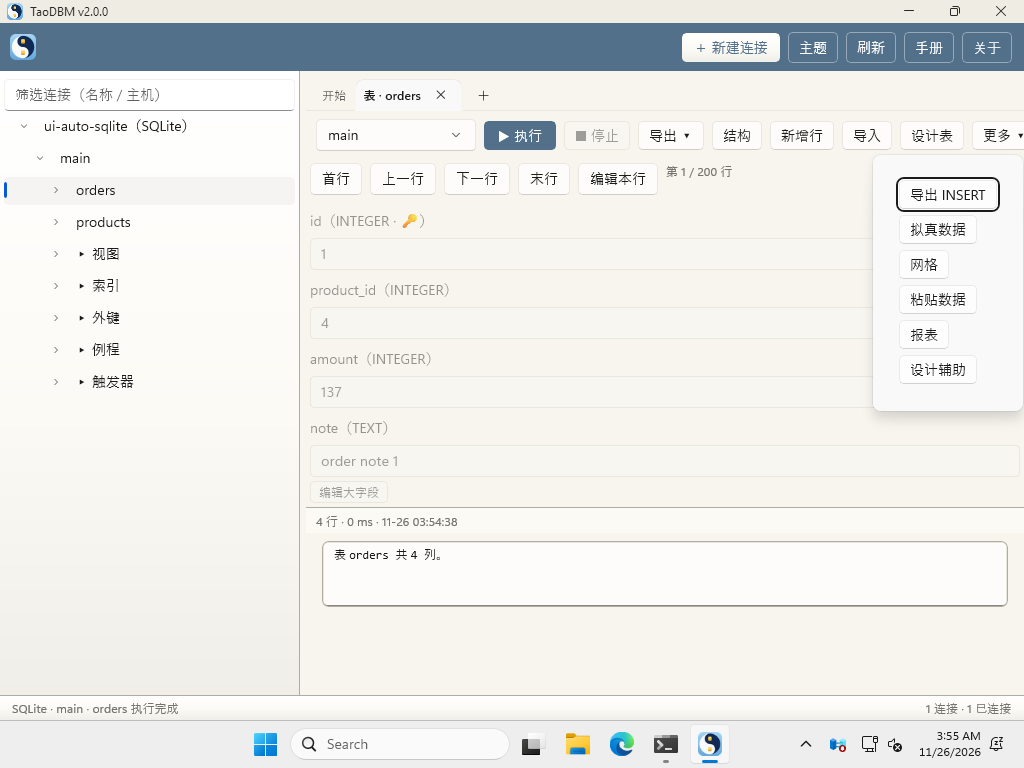 TaoDBM v2.0.0
+ 新建连接 主题 刷新 手册 关于
筛选连接（名称 / 主机）
ui-auto-sqlite（SQLite）
main
orders
products
视图
索引
外键
例程
触发器
开始 表 · orders
main 执行 停止 导出 结构 新增行 导入 设计表 更多
首行 上一行 下一行 末行 编辑本行 第 1 / 200 行
id（INTEGER · 🔑）
1
product_id（INTEGER）
4
amount（INTEGER）
137
note（TEXT）
order note 1
编辑大字段
导出 INSERT
拟真数据
网格
粘贴数据
报表
设计辅助
4 行 · 0 ms · 11-26 03:54:38
表 orders 共 4 列。
SQLite · main · orders 执行完成
1 连接 · 1 已连接
Search
3:55 AM
11/26/2026